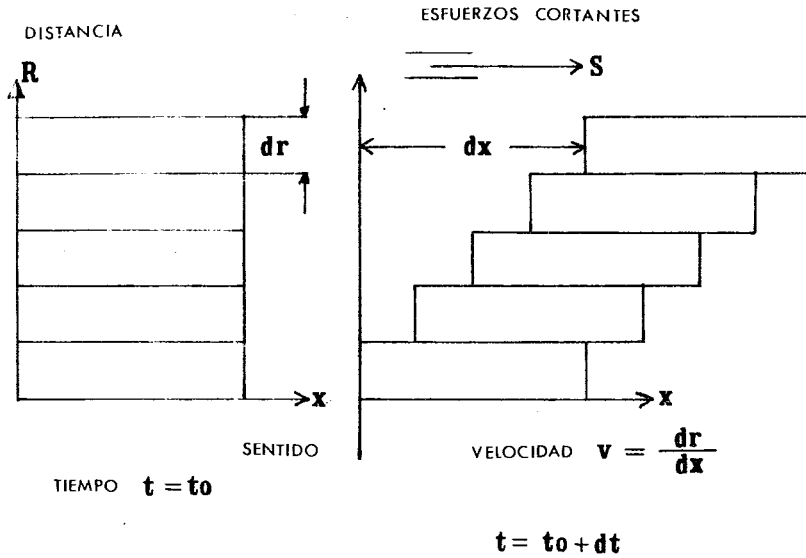 DISTANCIA
ESFUERZOS CORTANTES
R
S
dr
dx
x
x
SENTIDO
VELOCIDAD v = dr/dx
TIEMPO t = to
t = to + dt